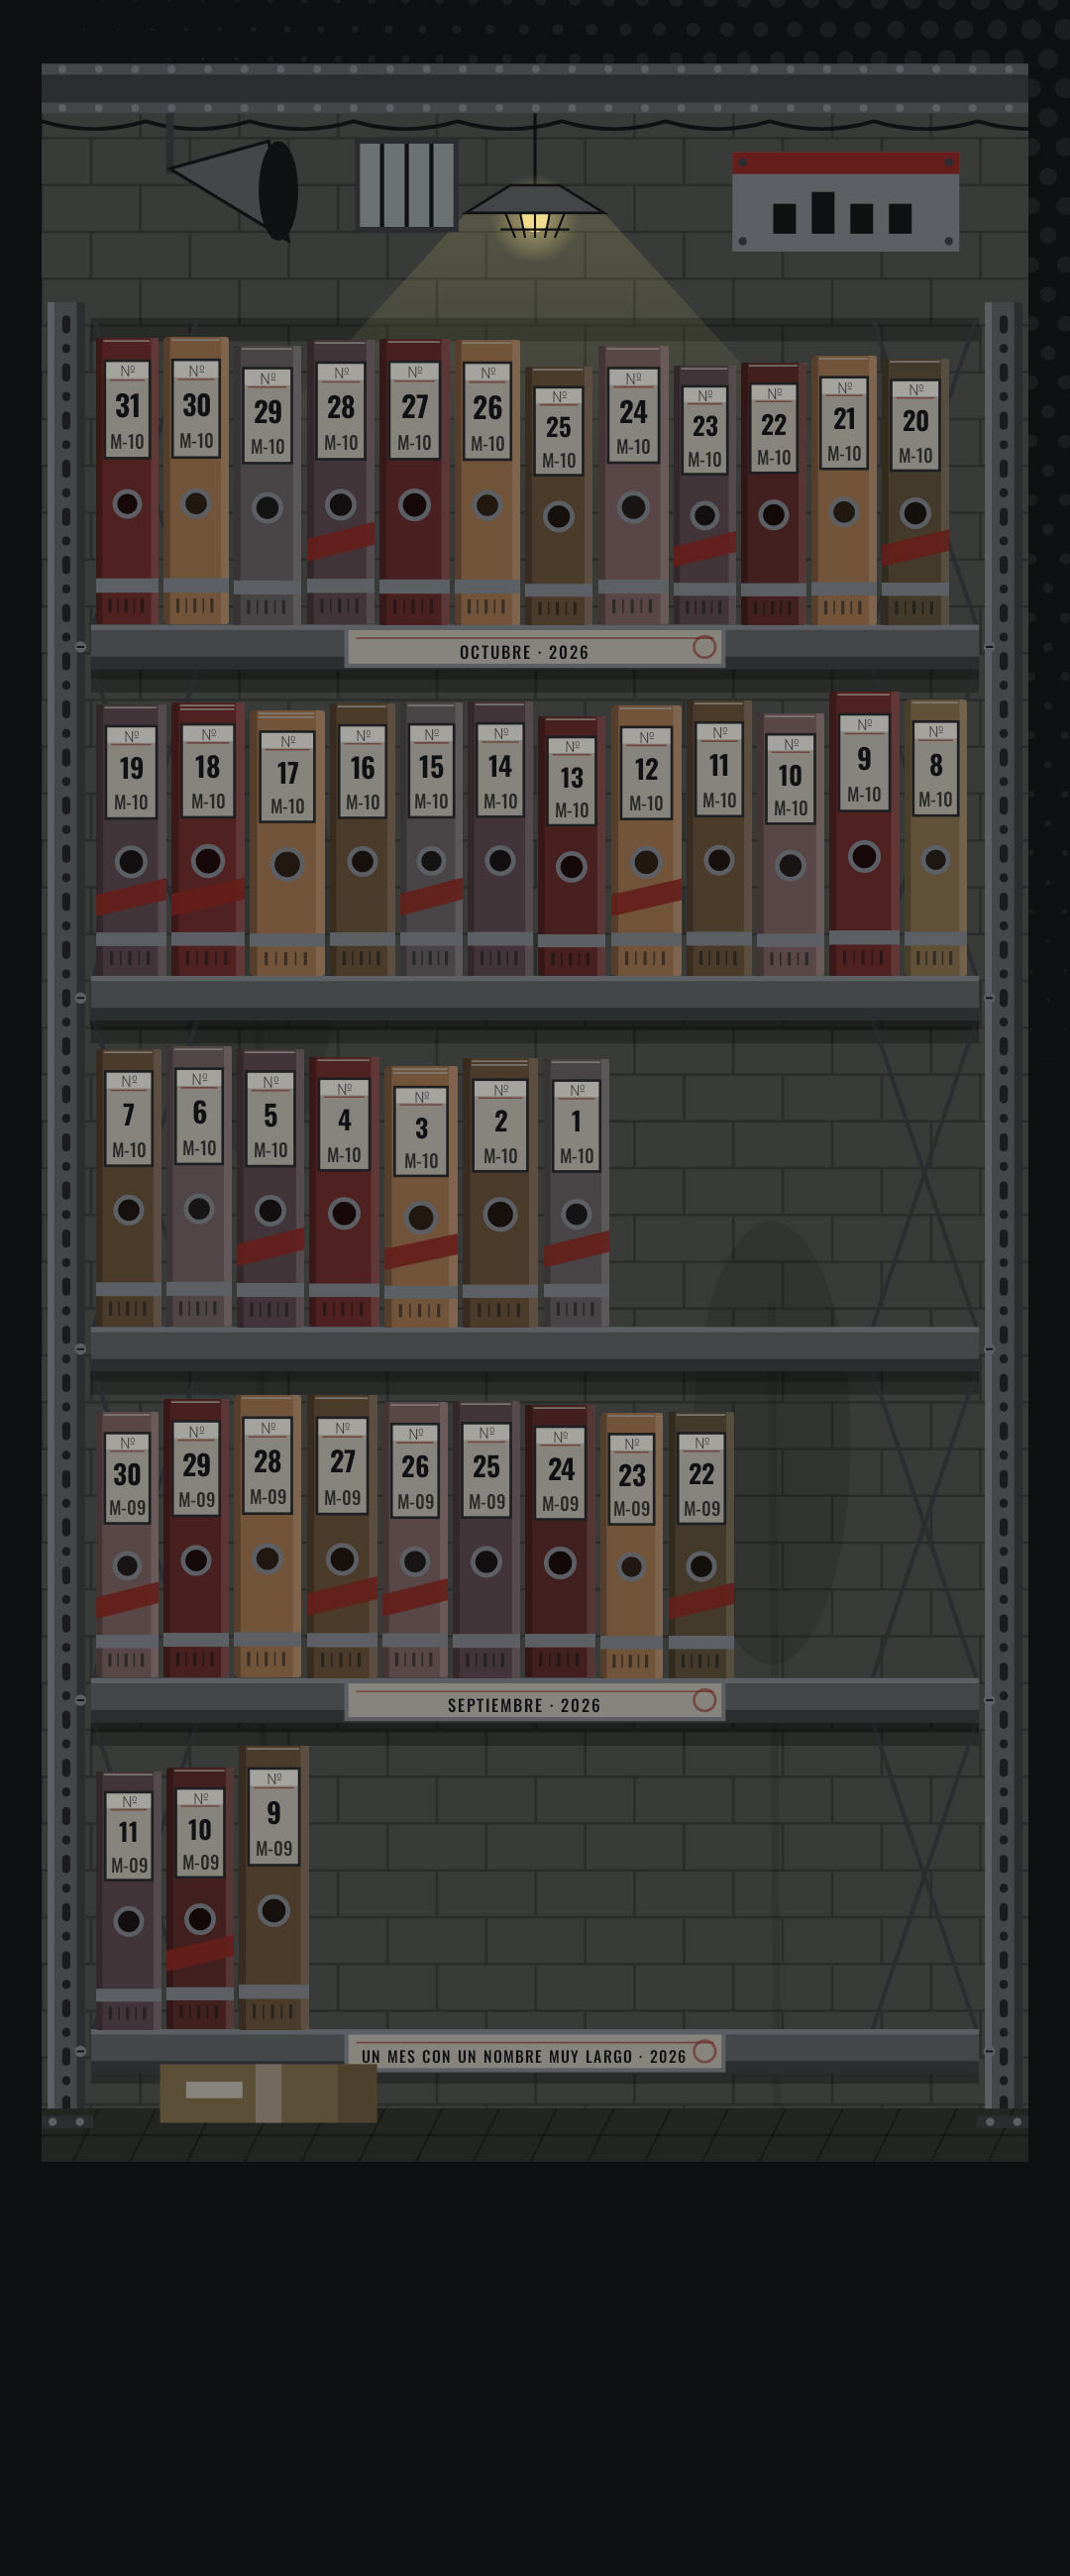 Nº Nº Nº Nº Nº Nº Nº Nº Nº Nº Nº Nº
31 30 29 28 27 26 25 24 23 22 21 20
M-10 M-10 M-10 M-10 M-10 M-10 M-10 M-10 M-10 M-10 M-10 M-10
OCTUBRE · 2026
Nº Nº Nº Nº Nº Nº Nº Nº Nº Nº Nº Nº
19 18 17 16 15 14 13 12 11 10 9 8
M-10 M-10 M-10 M-10 M-10 M-10 M-10 M-10 M-10 M-10 M-10 M-10
Nº Nº Nº Nº Nº Nº Nº
7 6 5 4 3 2 1
M-10 M-10 M-10 M-10 M-10 M-10 M-10
Nº Nº Nº Nº Nº Nº Nº Nº Nº
30 29 28 27 26 25 24 23 22
M-09 M-09 M-09 M-09 M-09 M-09 M-09 M-09 M-09
SEPTIEMBRE · 2026
Nº Nº Nº
11 10 9
M-09 M-09 M-09
UN MES CON UN NOMBRE MUY LARGO · 2026